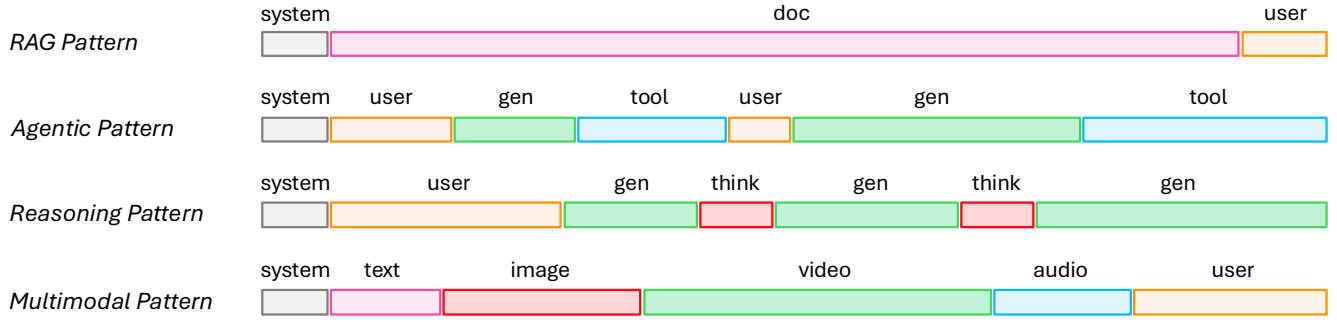 system doc user
RAG Pattern
system user gen tool user gen tool
Agentic Pattern
system user gen think gen think gen
Reasoning Pattern
system text image video audio user
Multimodal Pattern